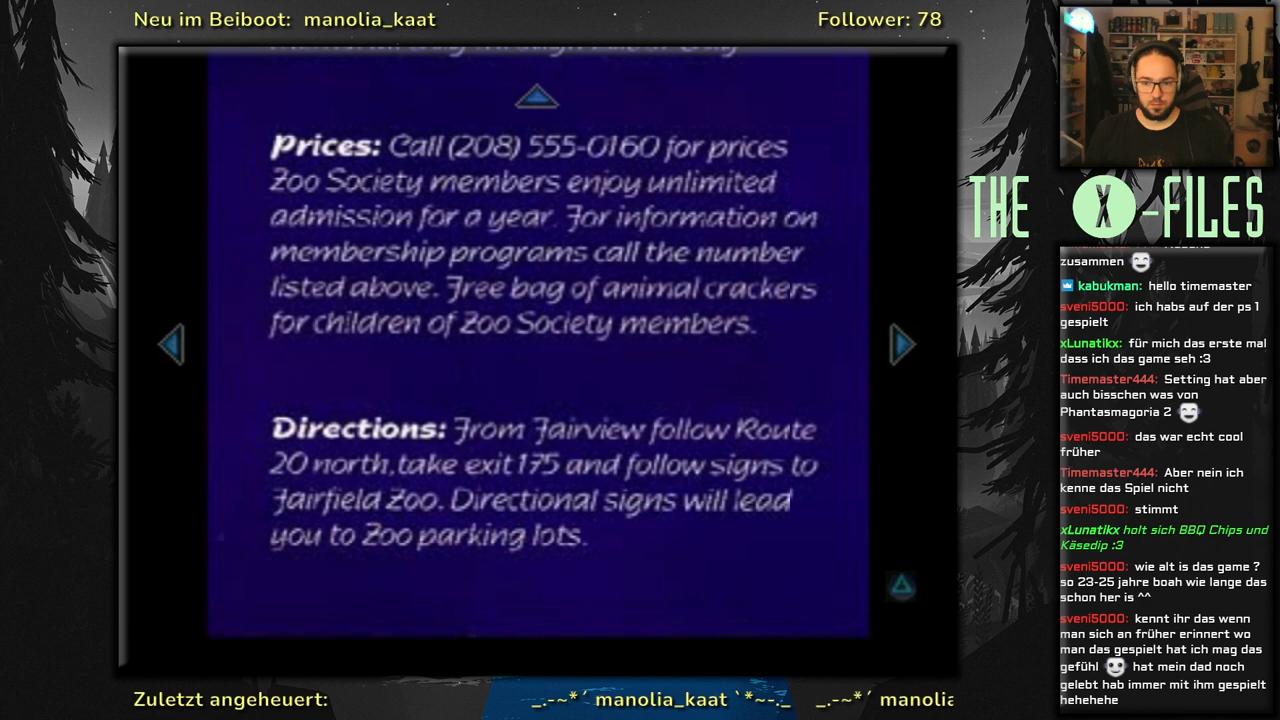 Neu im Beiboot: manolia_kaat
Follower: 78
Prices: Call (208) 555-0160 for prices
Zoo Society members enjoy unlimited
admission for a year. For information on
membership programs call the number
listed above. Free bag of animal crackers
for children of Zoo Society members.
Directions: From Fairview follow Route
20 north, take exit 175 and follow signs to
Fairfield Zoo. Directional signs will lead
you to Zoo parking lots.
THE X-FILES
zusammen
kabukman: hello timemaster
sveni5000: ich habs auf der ps 1
gespielt
xLunatikx: für mich das erste mal
dass ich das game seh :3
Timemaster444: Setting hat aber
auch bisschen was von
Phantasmagoria 2
sveni5000: das war echt cool
früher
Timemaster444: Aber nein ich
kenne das Spiel nicht
sveni5000: stimmt
xLunatikx holt sich BBQ Chips und
Käsedip :3
sveni5000: wie alt is das game ?
so 23-25 jahre boah wie lange das
schon her is ^^
sveni5000: kennt ihr das wenn
man sich an früher erinnert wo
man das gespielt hat ich mag das
gefühl hat mein dad noch
gelebt hab immer mit ihm gespielt
hehehehe
Zuletzt angeheuert: _.-~*´ manolia_kaat `*~-._ _.-~*´ manolia